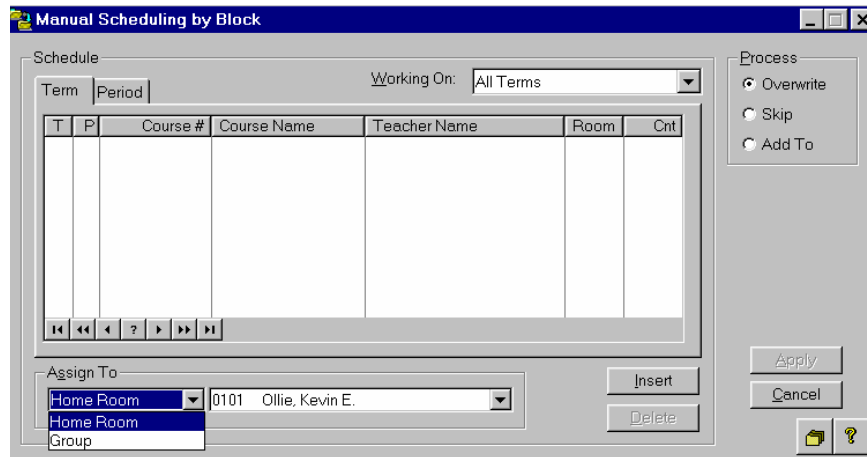 Manual Scheduling by Block
Schedule
Working On: All Terms
Term Period
T P Course # Course Name Teacher Name Room Cnt
?
Assign To
Home Room 0101 Ollie, Kevin E.
Home Room
Group
Insert
Delete
Process
Overwrite
Skip
Add To
Apply
Cancel
?